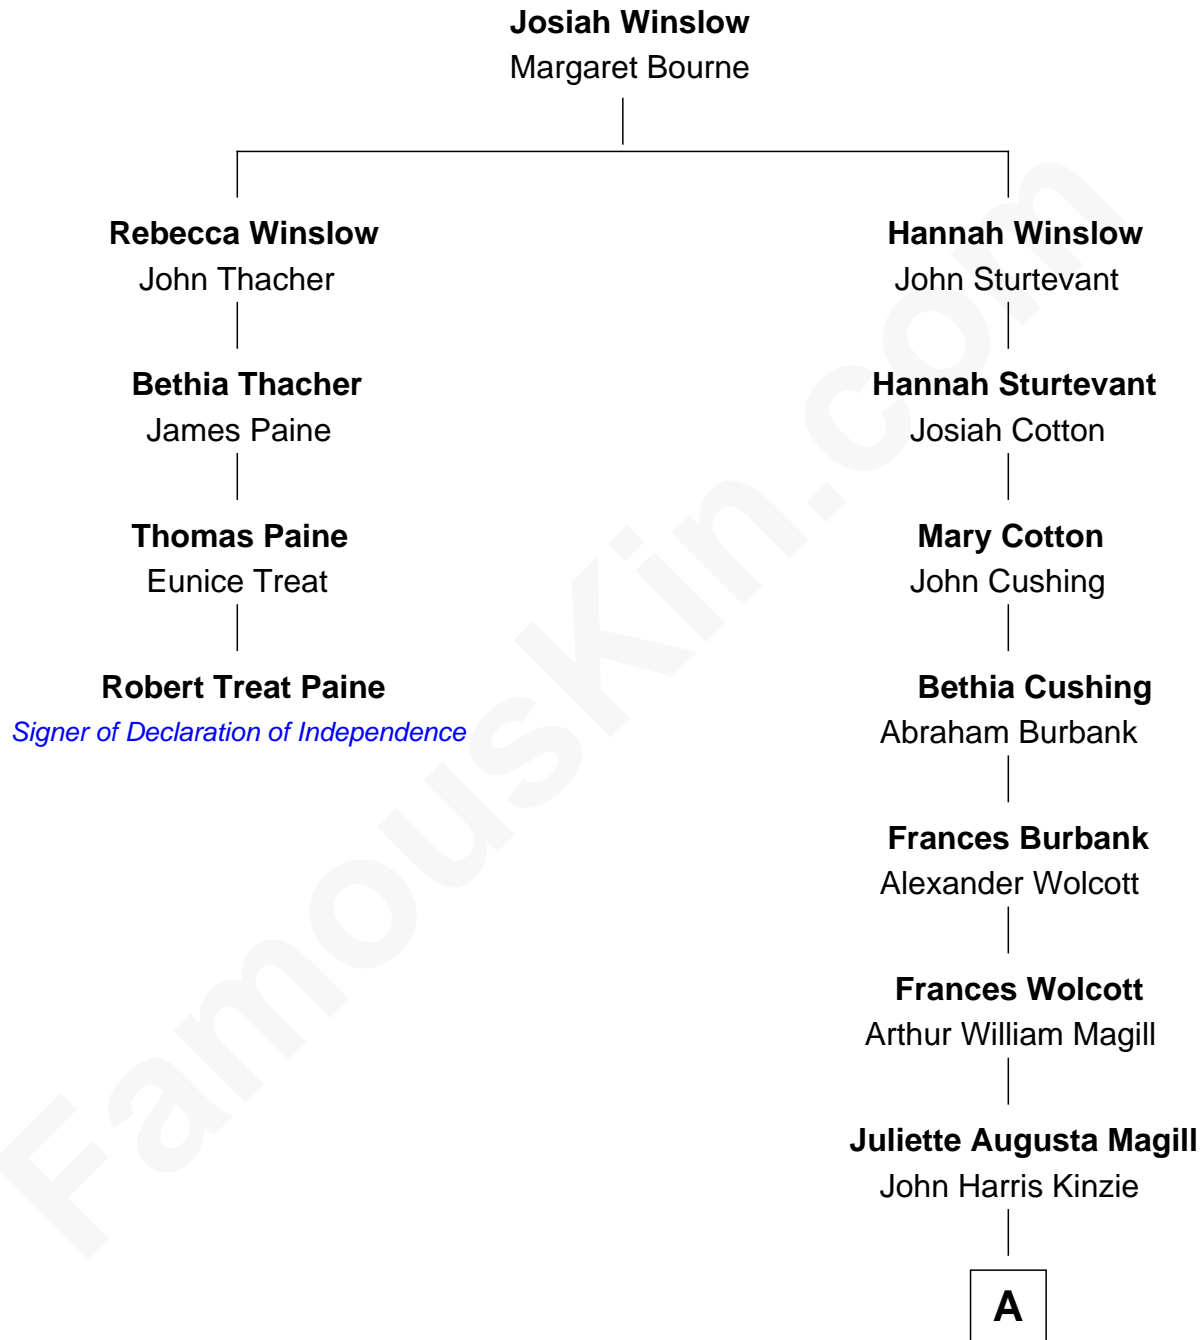 Josiah Winslow
Margaret Bourne
Rebecca Winslow
John Thacher
Hannah Winslow
John Sturtevant
Bethia Thacher
James Paine
Hannah Sturtevant
Josiah Cotton
Thomas Paine
Eunice Treat
Mary Cotton
John Cushing
Robert Treat Paine
Signer of Declaration of Independence
Bethia Cushing
Abraham Burbank
Frances Burbank
Alexander Wolcott
Frances Wolcott
Arthur William Magill
Juliette Augusta Magill
John Harris Kinzie
A
FamousKin.com